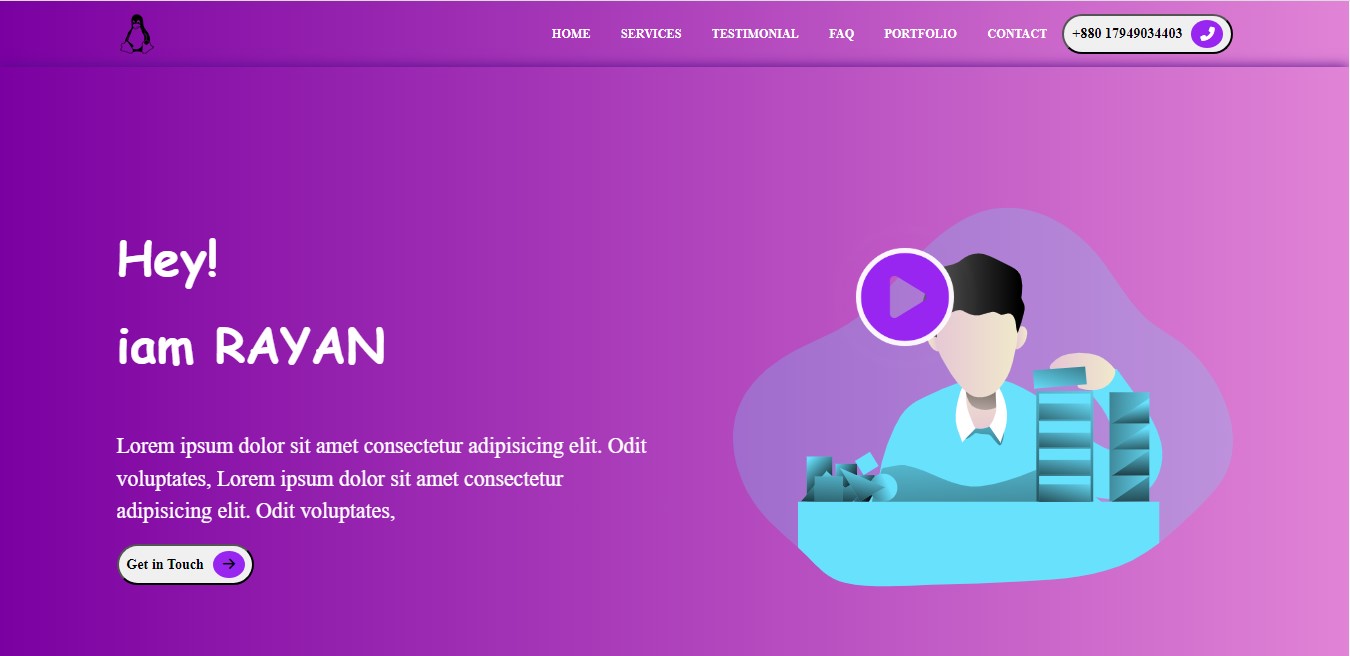 HOME SERVICES TESTIMONIAL FAQ PORTFOLIO CONTACT +880 17949034403
Hey!
iam RAYAN
Lorem ipsum dolor sit amet consectetur adipisicing elit. Odit
voluptates, Lorem ipsum dolor sit amet consectetur
adipisicing elit. Odit voluptates,
Get in Touch